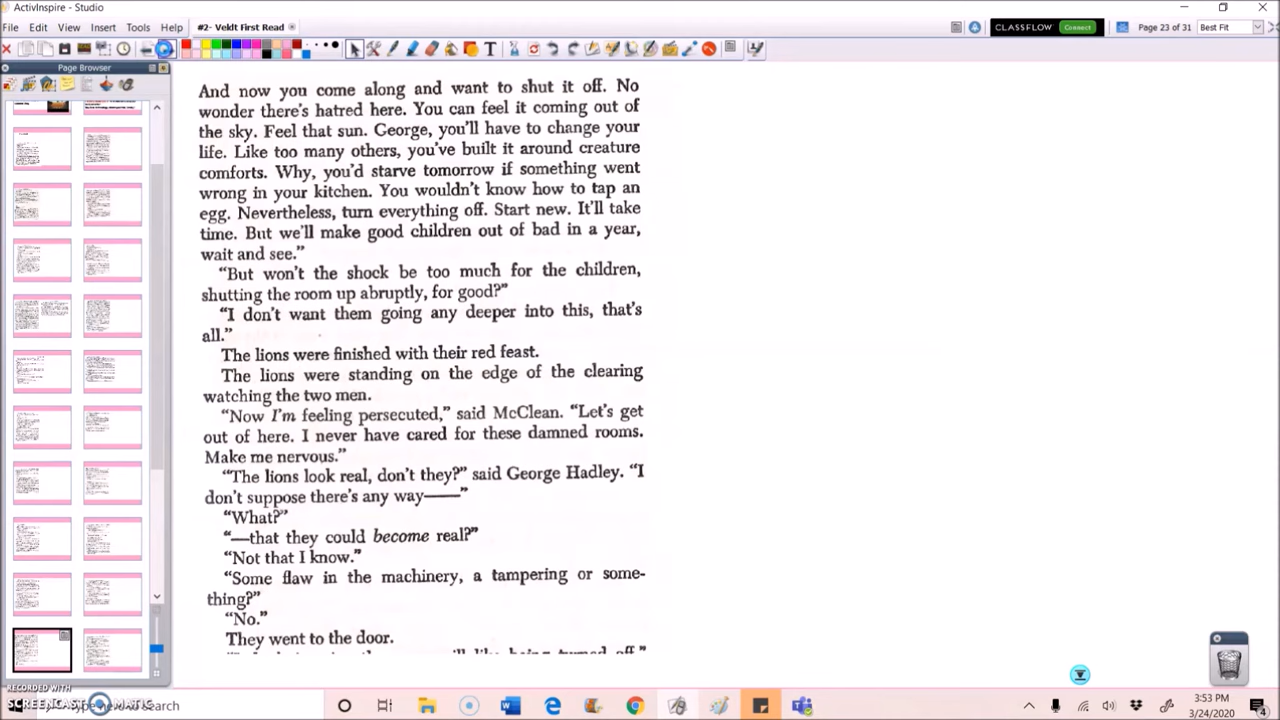 ActivInspire - Studio
File Edit View Insert Tools Help
#2- Veldt First Read
CLASSFLOW Connect
Page 23 of 31
Best Fit
Page Browser
And now you come along and want to shut it off. No
wonder there's hatred here. You can feel it coming out of
the sky. Feel that sun. George, you'll have to change your
life. Like too many others, you've built it around creature
comforts. Why, you'd starve tomorrow if something went
wrong in your kitchen. You wouldn't know how to tap an
egg. Nevertheless, turn everything off. Start new. It'll take
time. But we'll make good children out of bad in a year,
wait and see."
"But won't the shock be too much for the children,
shutting the room up abruptly, for good?"
"I don't want them going any deeper into this, that's
all."
The lions were finished with their red feast.
The lions were standing on the edge of the clearing
watching the two men.
"Now I'm feeling persecuted," said McClean. "Let's get
out of here. I never have cared for these damned rooms.
Make me nervous."
"The lions look real, don't they?" said George Hadley. "I
don't suppose there's any way——"
"What?"
"—that they could become real?"
"Not that I know."
"Some flaw in the machinery, a tampering or some-
thing?"
"No."
They went to the door.
RECORDED WITH
SCREENCAST MATIC
to search
3:53 PM
3/24/2020